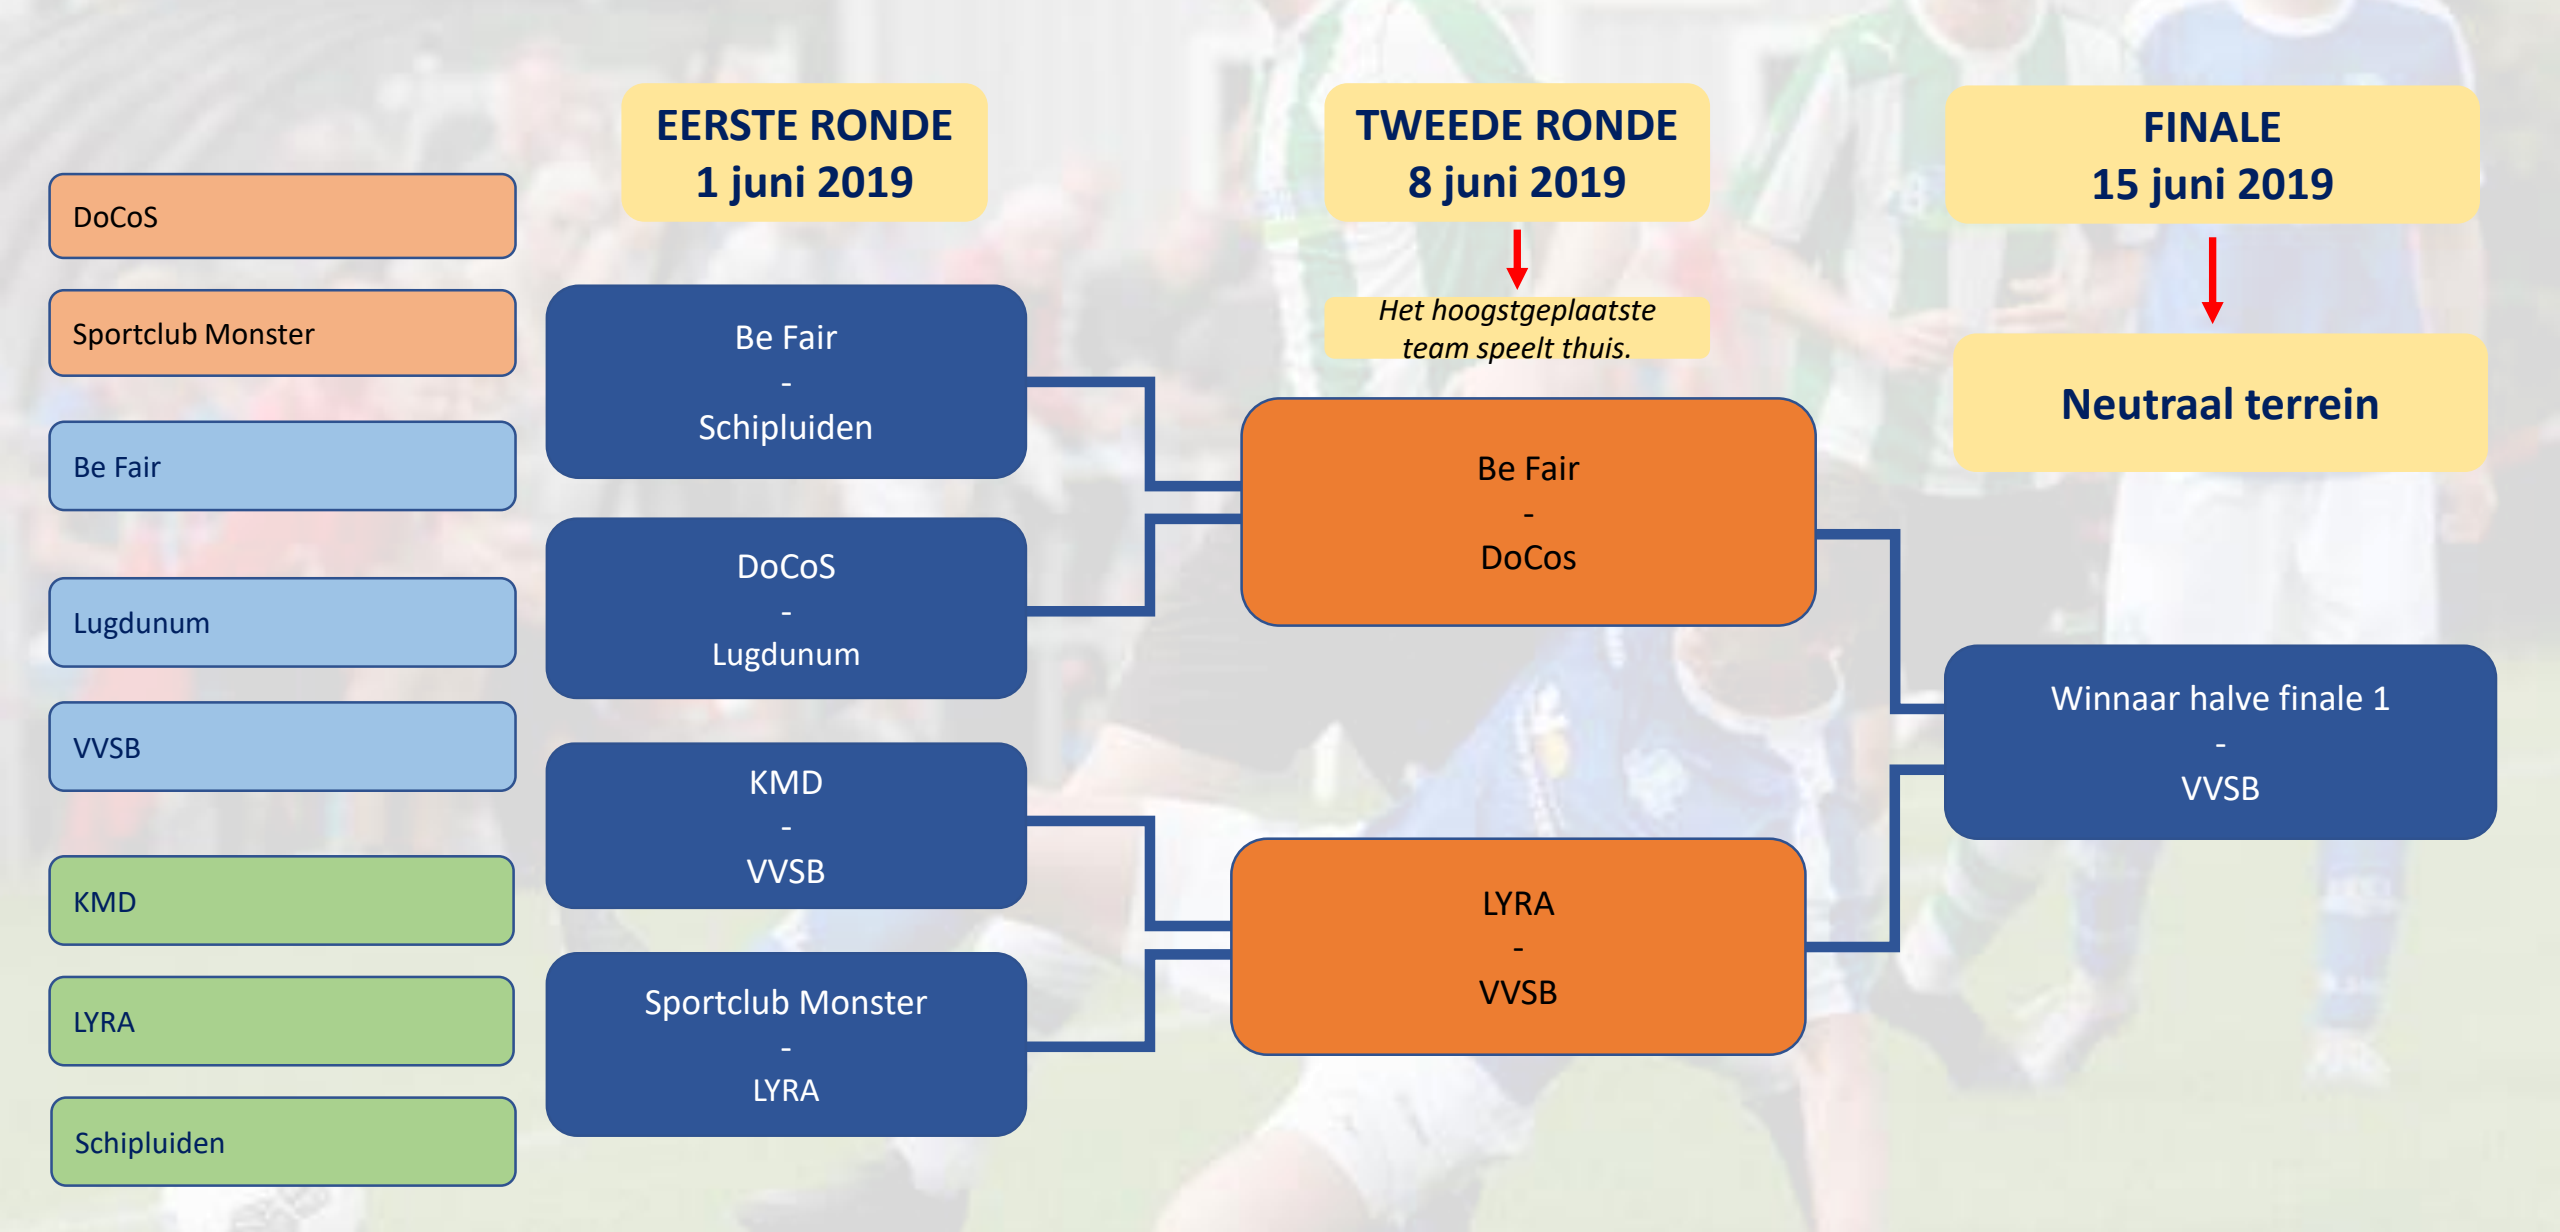 DoCoS
Sportclub Monster
Be Fair
Lugdunum
VVSB
KMD
LYRA
Schipluiden
EERSTE RONDE
1 juni 2019
Be Fair
-
Schipluiden
DoCoS
-
Lugdunum
KMD
-
VVSB
Sportclub Monster
-
LYRA
TWEEDE RONDE
8 juni 2019
Het hoogstgeplaatste
team speelt thuis.
Be Fair
-
DoCos
LYRA
-
VVSB
FINALE
15 juni 2019
Neutraal terrein
Winnaar halve finale 1
-
VVSB